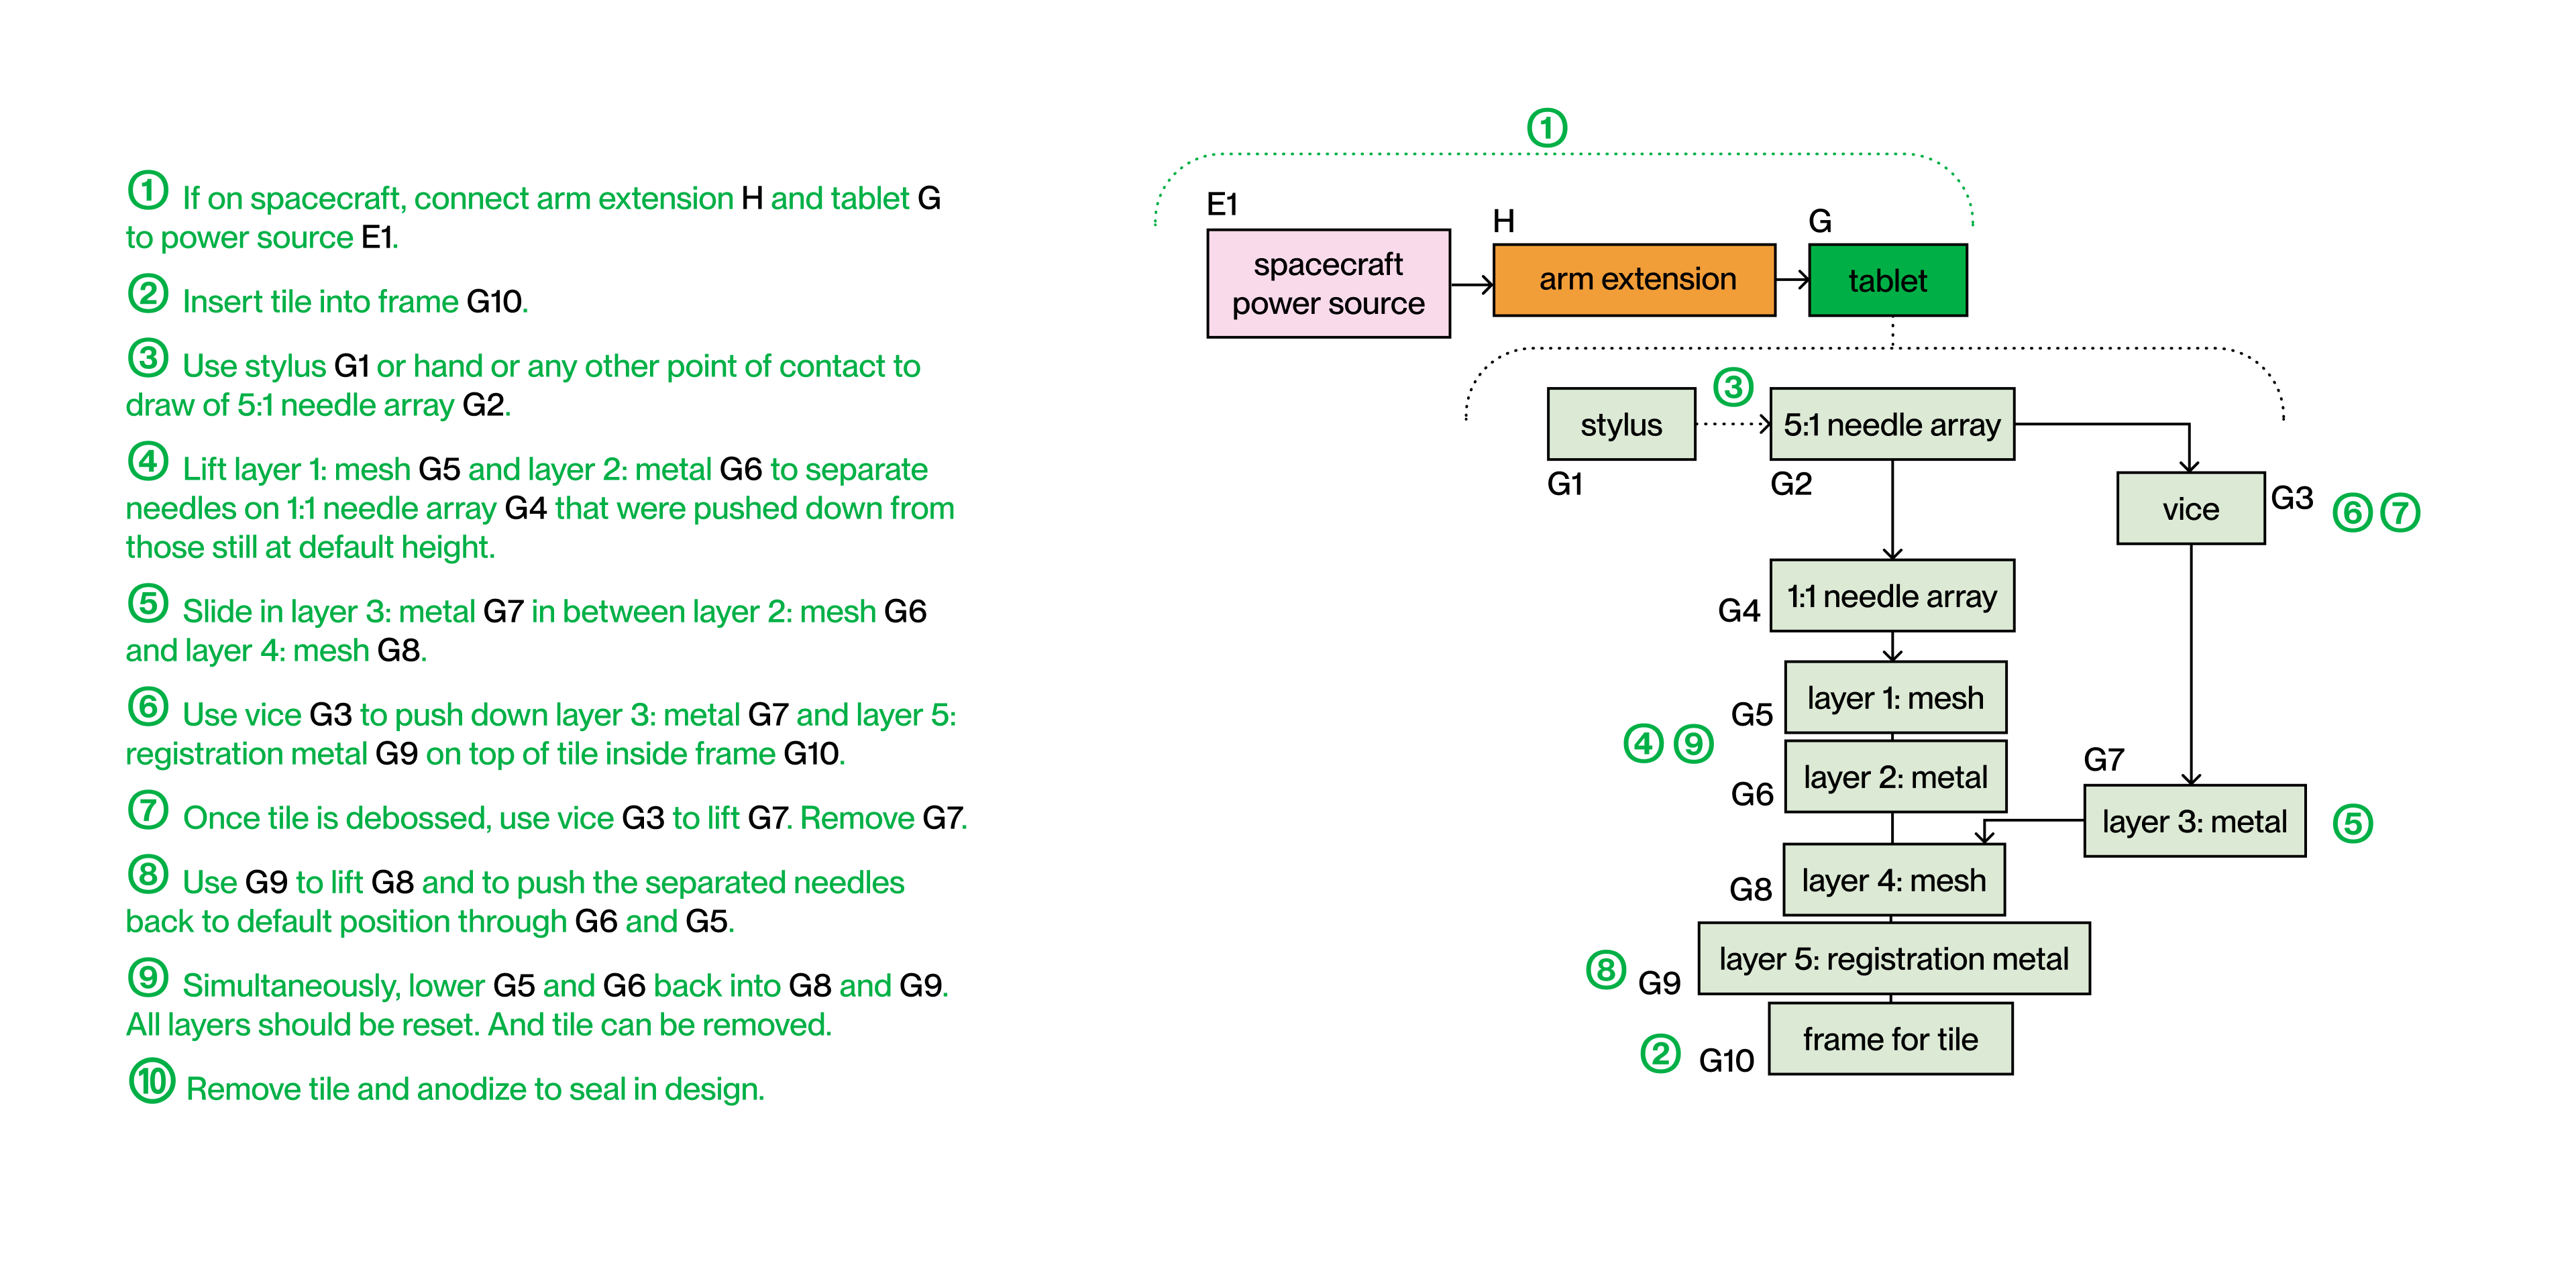 ① If on spacecraft, connect arm extension H and tablet G
to power source E1.
② Insert tile into frame G10.
③ Use stylus G1 or hand or any other point of contact to
draw of 5:1 needle array G2.
④ Lift layer 1: mesh G5 and layer 2: metal G6 to separate
needles on 1:1 needle array G4 that were pushed down from
those still at default height.
⑤ Slide in layer 3: metal G7 in between layer 2: mesh G6
and layer 4: mesh G8.
⑥ Use vice G3 to push down layer 3: metal G7 and layer 5:
registration metal G9 on top of tile inside frame G10.
⑦ Once tile is debossed, use vice G3 to lift G7. Remove G7.
⑧ Use G9 to lift G8 and to push the separated needles
back to default position through G6 and G5.
⑨ Simultaneously, lower G5 and G6 back into G8 and G9.
All layers should be reset. And tile can be removed.
⑩ Remove tile and anodize to seal in design.
①
E1
spacecraft
power source
H
arm extension
G
tablet
stylus
G1
③
5:1 needle array
G2
vice
G3
⑥ ⑦
1:1 needle array
G4
layer 1: mesh
G5
④ ⑨
layer 2: metal
G6
G7
layer 3: metal
⑤
layer 4: mesh
G8
layer 5: registration metal
⑧ G9
frame for tile
② G10